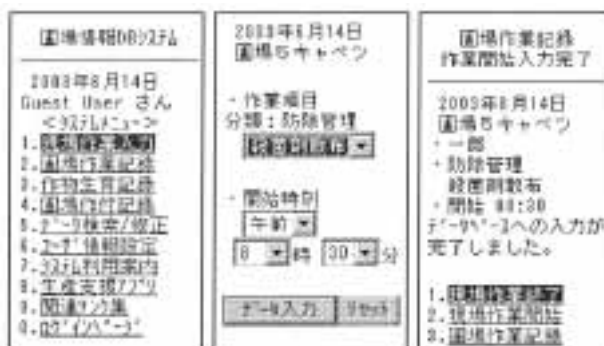 圃場情報DBシステム
2003年8月14日
Guest User さん
<システムメニュー>
1.現場作業入力
2.圃場作業記録
3.作物生育記録
4.圃場作付記録
5.データ検索/修正
6.ユーザ情報設定
7.システム利用案内
8.生産支援アプリ
9.関連リンク集
0.ログインページ
2003年8月14日
圃場5キャベツ
・作業項目
分類:防除管理
殺菌剤散布
・開始時刻
午前
8 時 30 分
データ入力 リセット
圃場作業記録
作業開始入力完了
2003年8月14日
圃場5キャベツ
・一郎
・防除管理
殺菌剤散布
・開始 08:30
データベースへの入力が
完了しました。
1.現場作業終了
2.現場作業開始
3.圃場作業記録